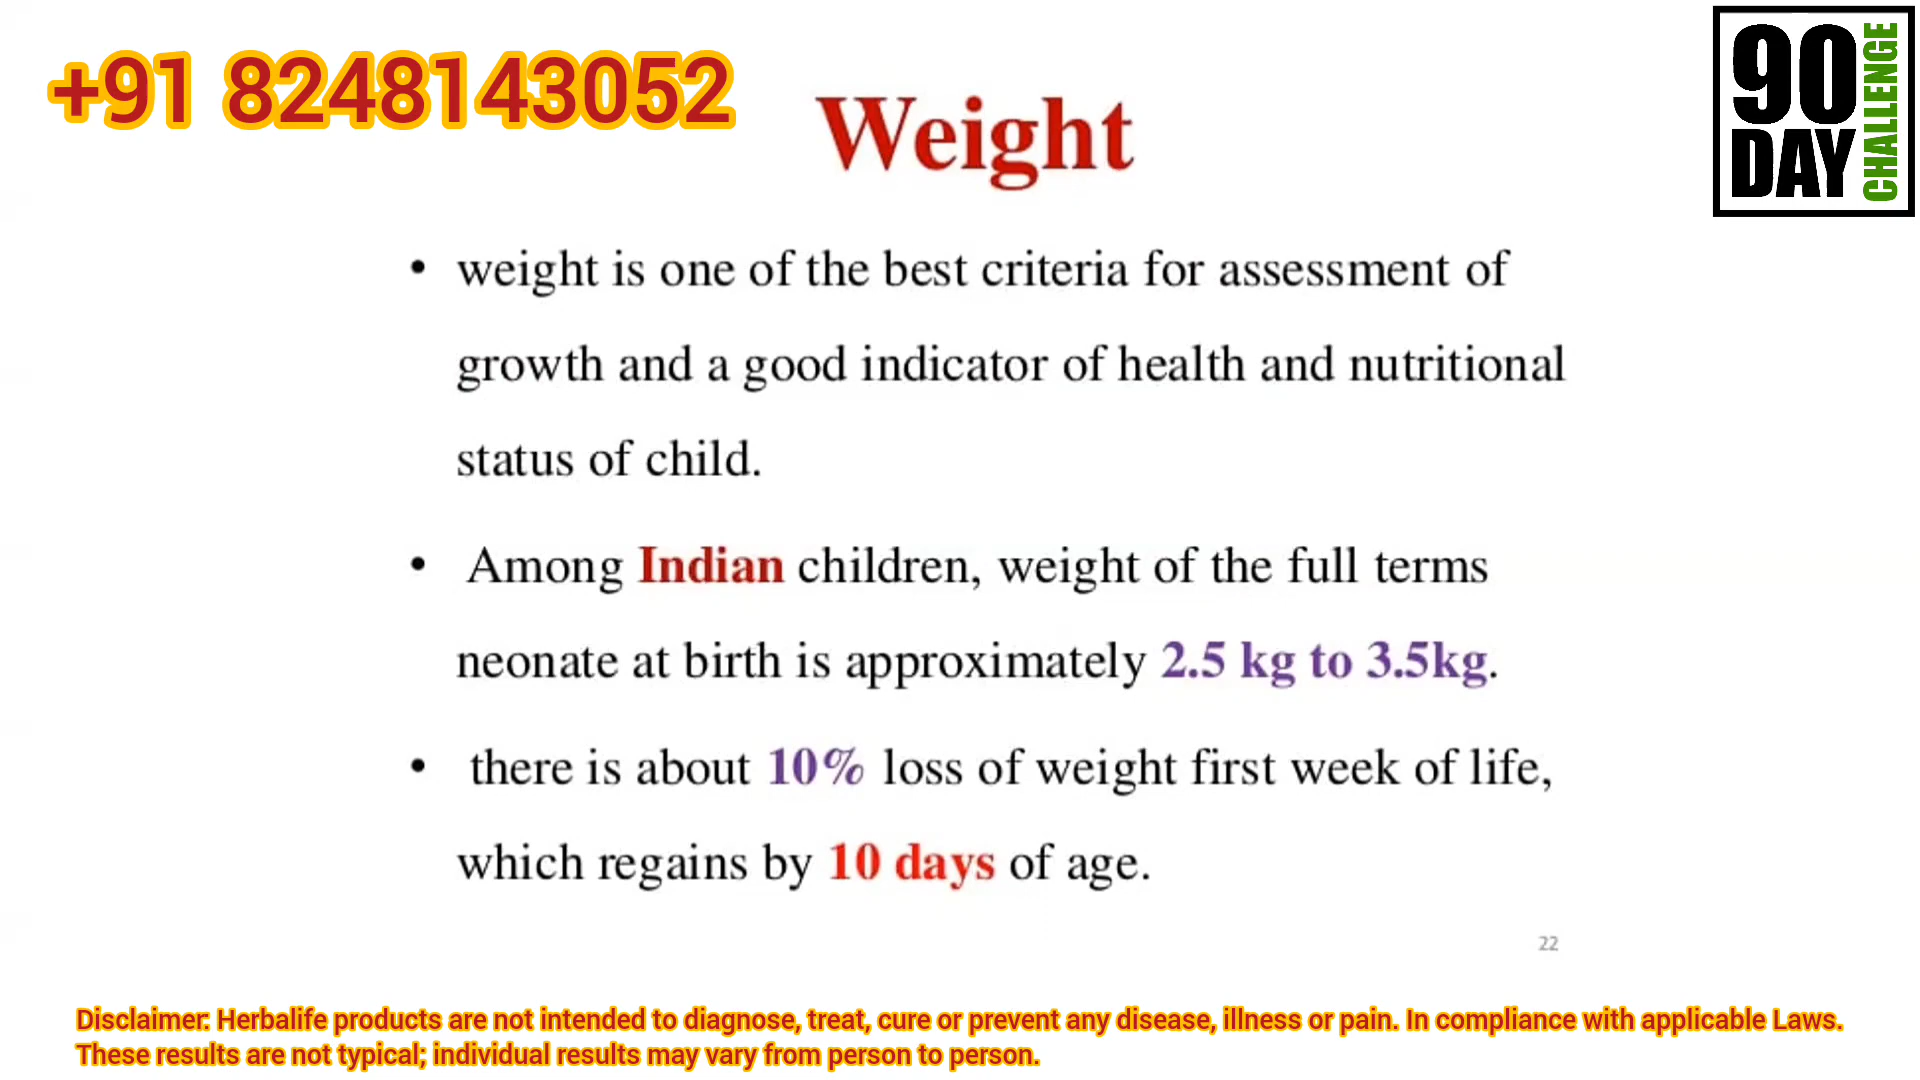 +91 8248143052
90
DAY
CHALLENGE
Weight
• weight is one of the best criteria for assessment of
growth and a good indicator of health and nutritional
status of child.
• Among Indian children, weight of the full terms
neonate at birth is approximately 2.5 kg to 3.5kg.
• there is about 10% loss of weight first week of life,
which regains by 10 days of age.
22
Disclaimer: Herbalife products are not intended to diagnose, treat, cure or prevent any disease, illness or pain. In compliance with applicable Laws.
These results are not typical; individual results may vary from person to person.